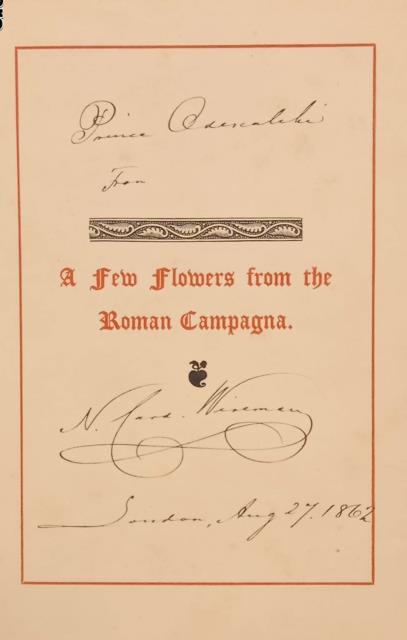 Prince Odescalchi
From
A Few Flowers from the
Roman Campagna.
N. Card. Wiseman
London, Aug 27. 1862